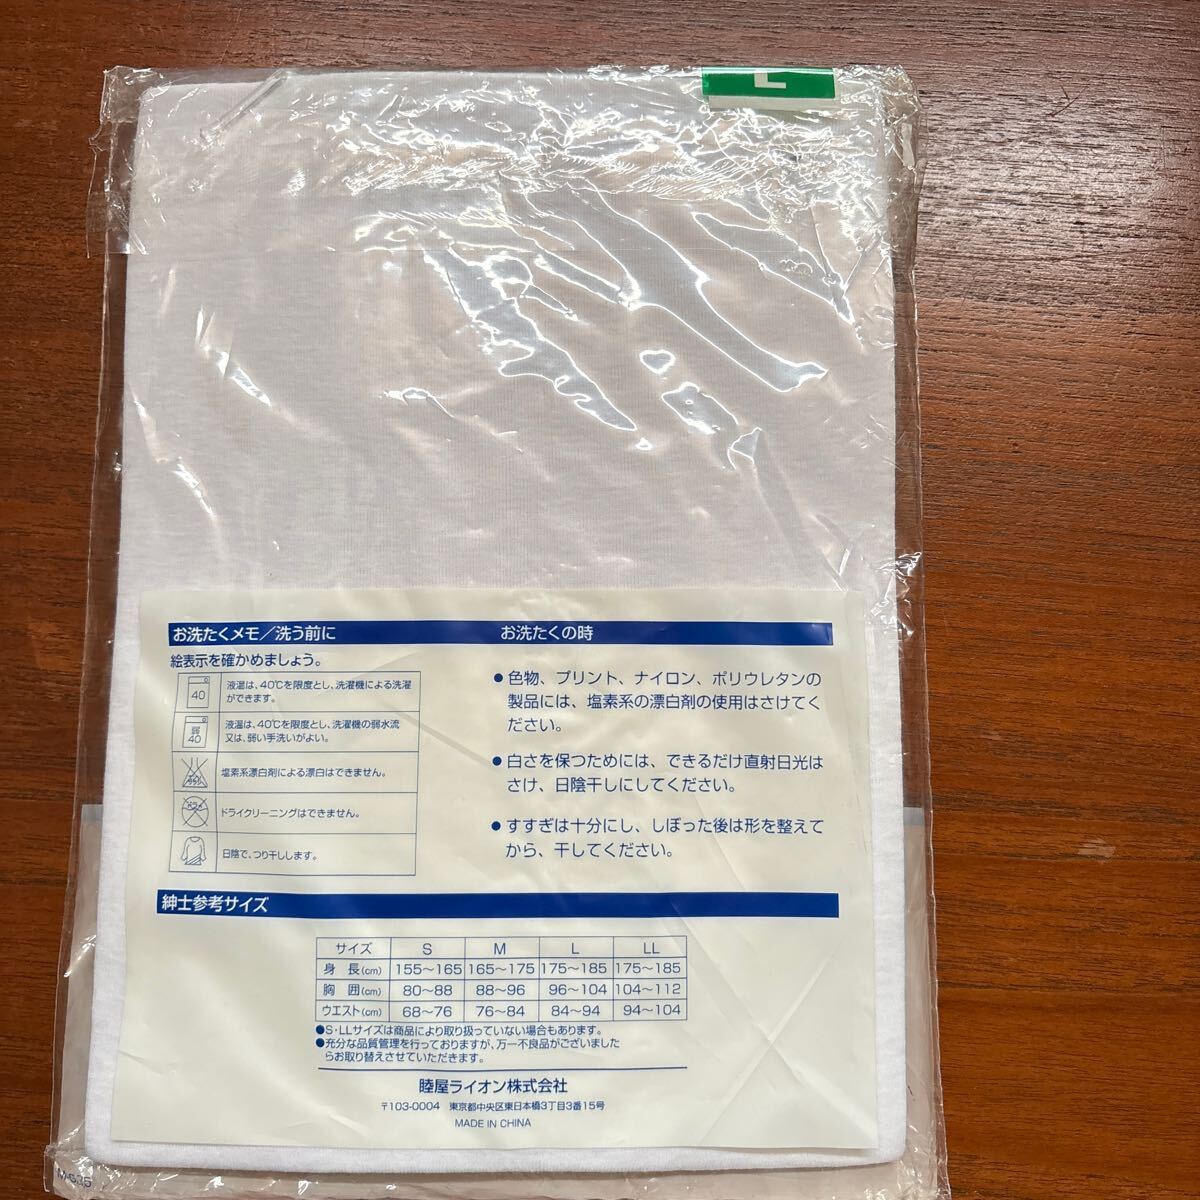 L
お洗たくメモ／洗う前に
絵表示を確かめましょう。
40
液温は、40℃を限度とし、洗濯機による洗濯
ができます。
弱
40
液温は、40℃を限度とし、洗濯機の弱水流
又は、弱い手洗いがよい。
塩素系漂白剤による漂白はできません。
ドライクリーニングはできません。
日陰で、つり干しします。
お洗たくの時
●色物、プリント、ナイロン、ポリウレタンの
製品には、塩素系の漂白剤の使用はさけてく
ださい。
●白さを保つためには、できるだけ直射日光は
さけ、日陰干しにしてください。
●すすぎは十分にし、しぼった後は形を整えて
から、干してください。
紳士参考サイズ
サイズ S M L LL
身 長(cm) 155～165 165～175 175～185 175～185
胸 囲(cm) 80～88 88～96 96～104 104～112
ウエスト(cm) 68～76 76～84 84～94 94～104
●S・LLサイズは商品により取り扱っていない場合もあります。
●充分な品質管理を行っておりますが、万一不良品がございました
らお取り替えさせていただきます。
睦屋ライオン株式会社
〒103-0004 東京都中央区東日本橋3丁目3番15号
MADE IN CHINA